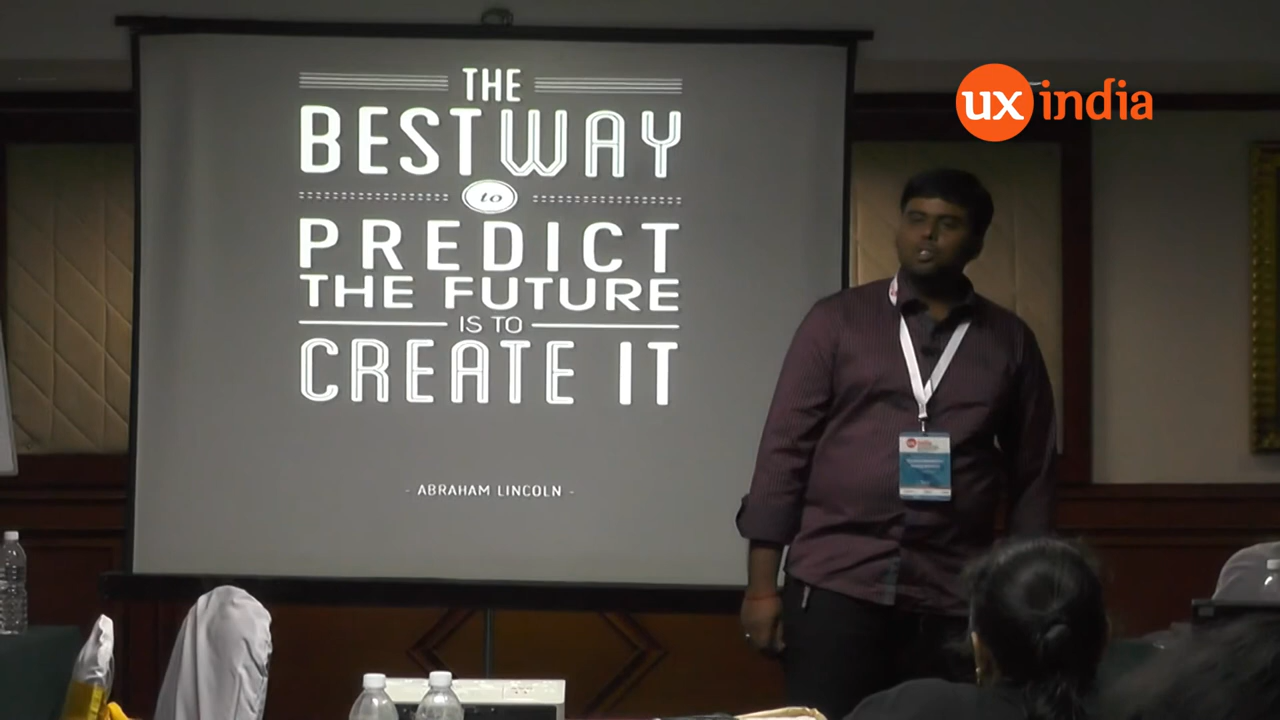 THE
BEST WAY
to
PREDICT
THE FUTURE
IS TO
CREATE IT
- ABRAHAM LINCOLN -
ux india